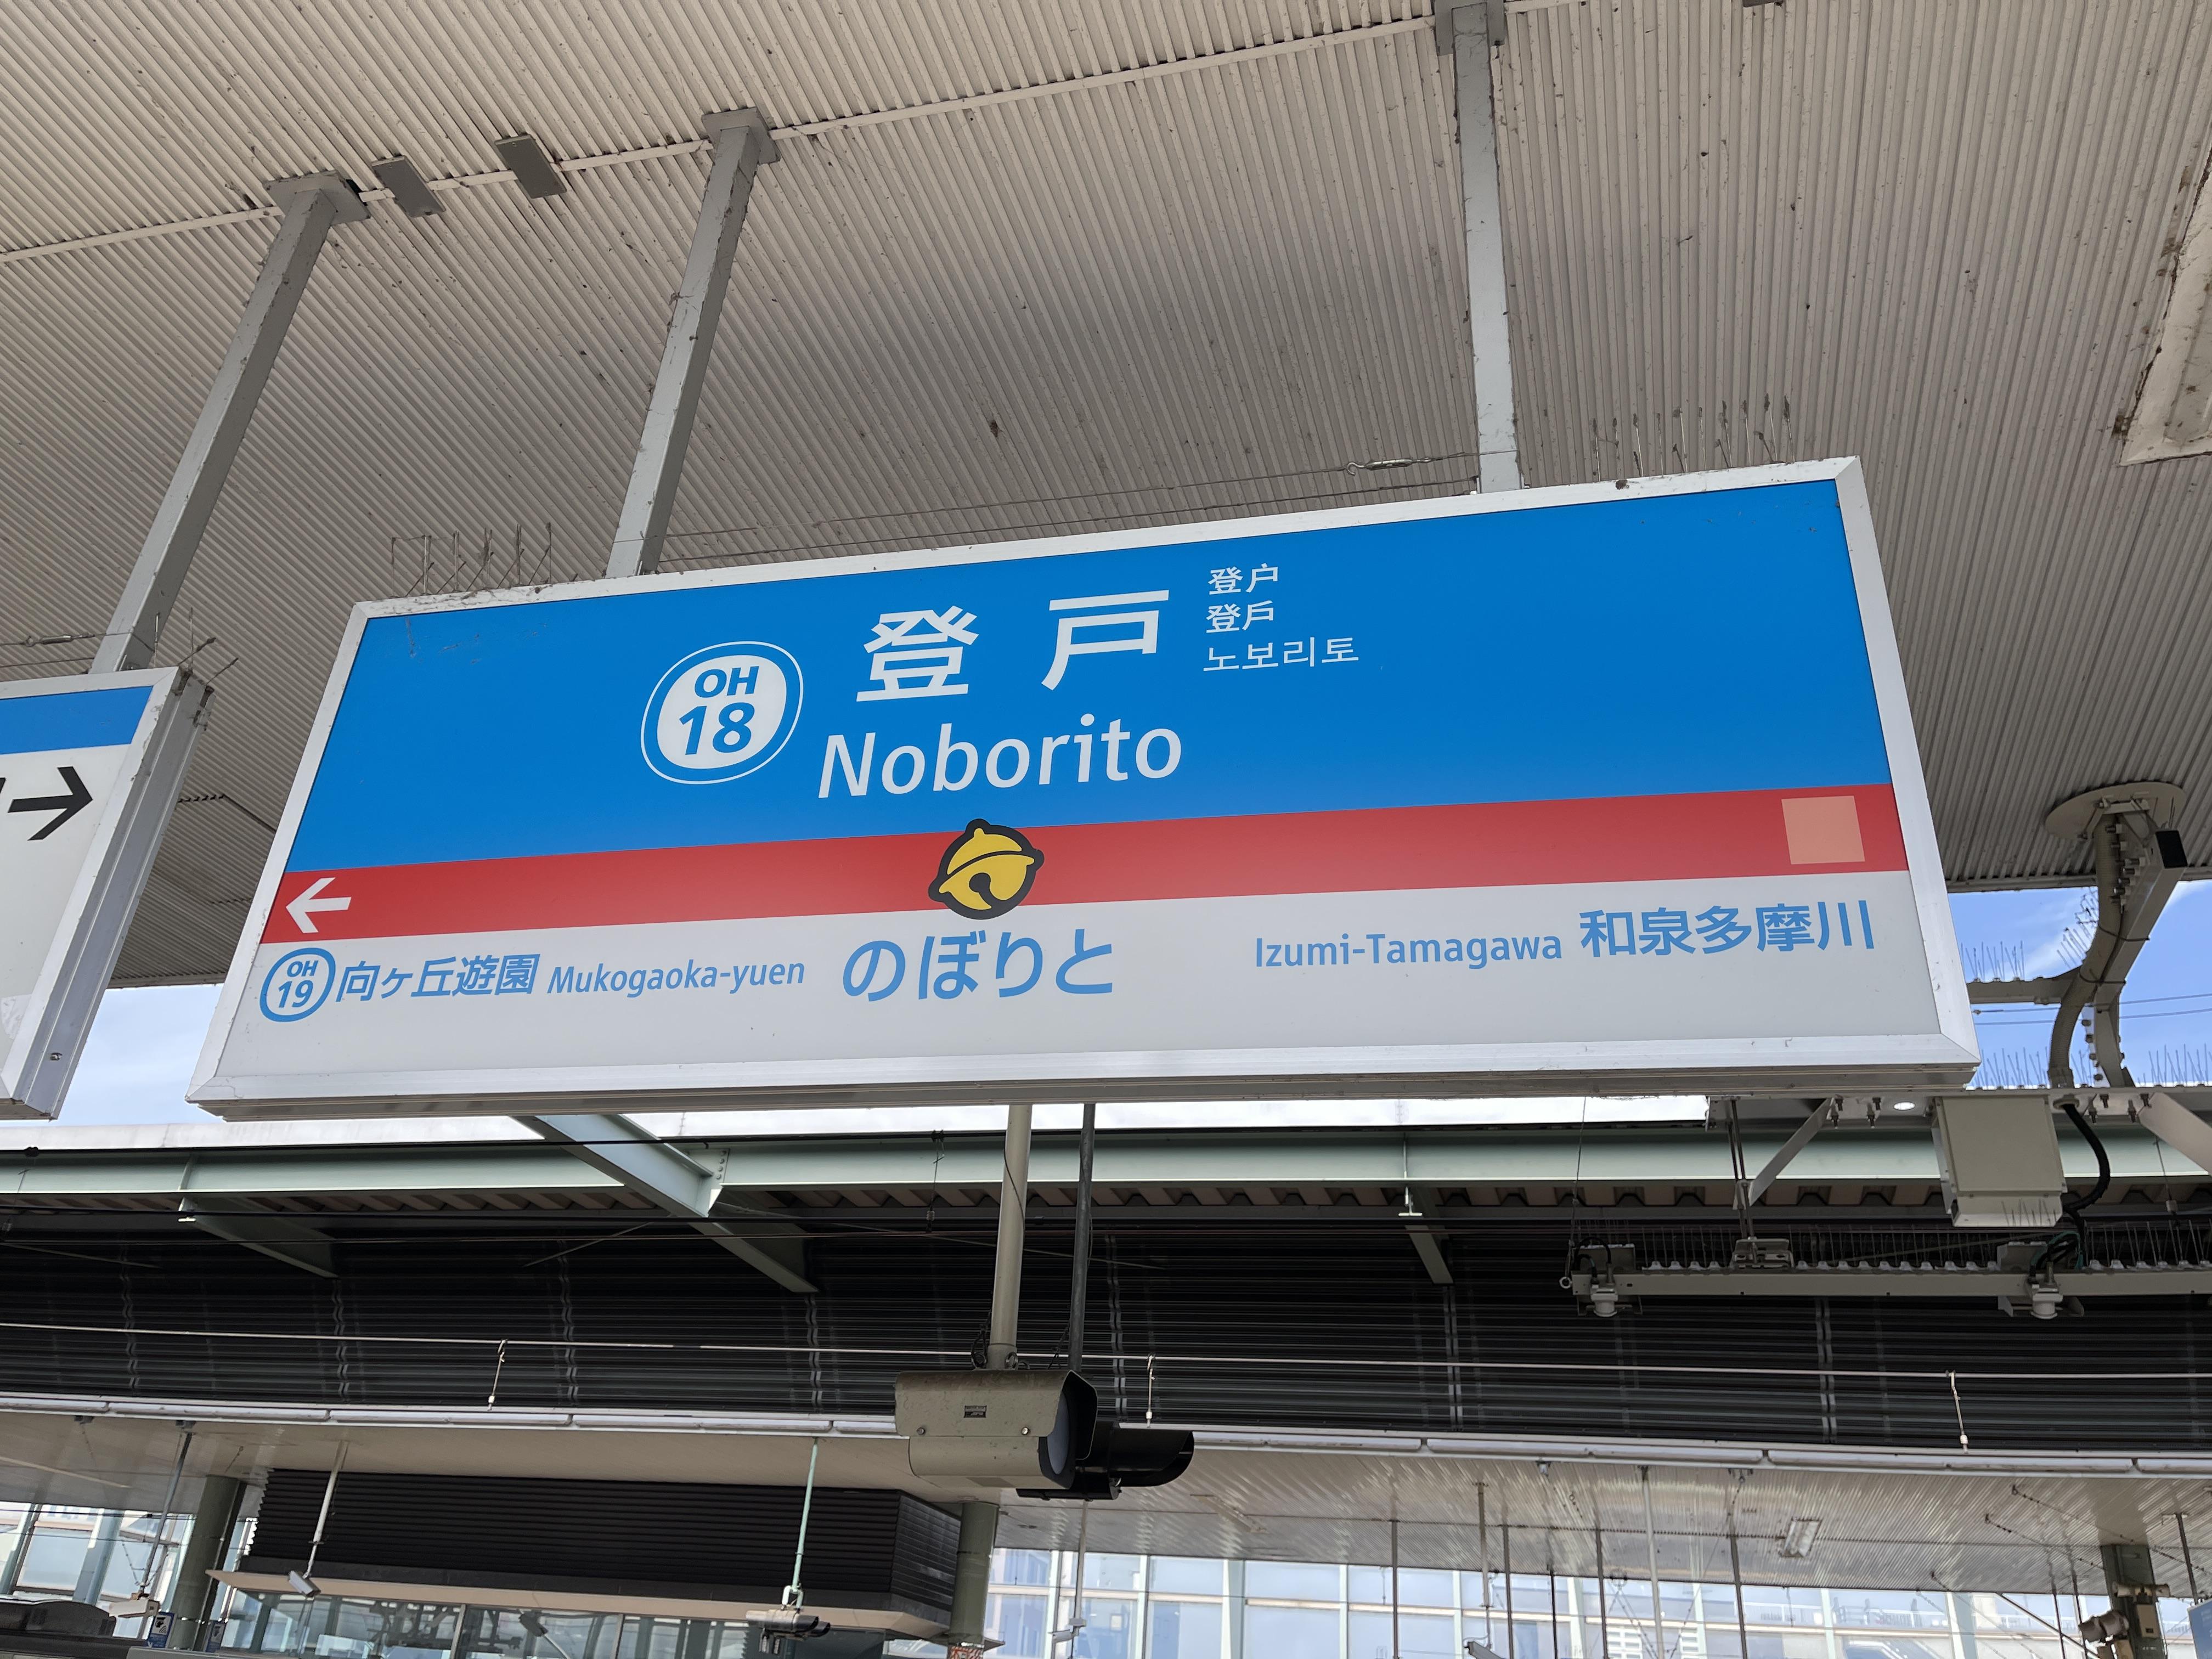 OH
18
登戸
登户
登戶
노보리토
Noborito
OH
19
向ヶ丘遊園 Mukogaoka-yuen
のぼりと
Izumi-Tamagawa 和泉多摩川